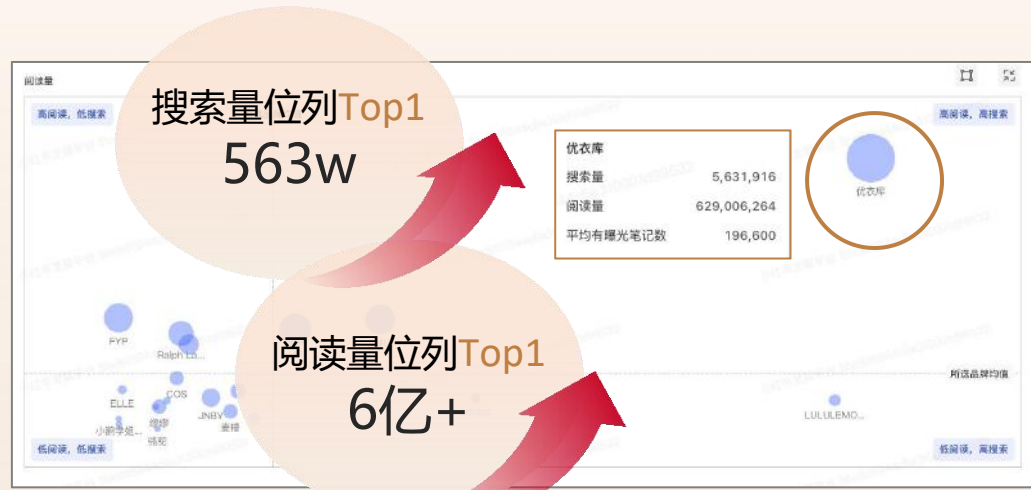 阅读量
高阅读，低搜索
高阅读，高搜索
搜索量位列Top1
563w
优衣库
搜索量 5,631,916
阅读量 629,006,264
平均有曝光笔记数 196,600
优衣库
FYP
Ralph La...
阅读量位列Top1
6亿+
所选品牌均值
ELLE
COS
JNBY
LULULEMO...
骆驼
低阅读，低搜索
低阅读，高搜索